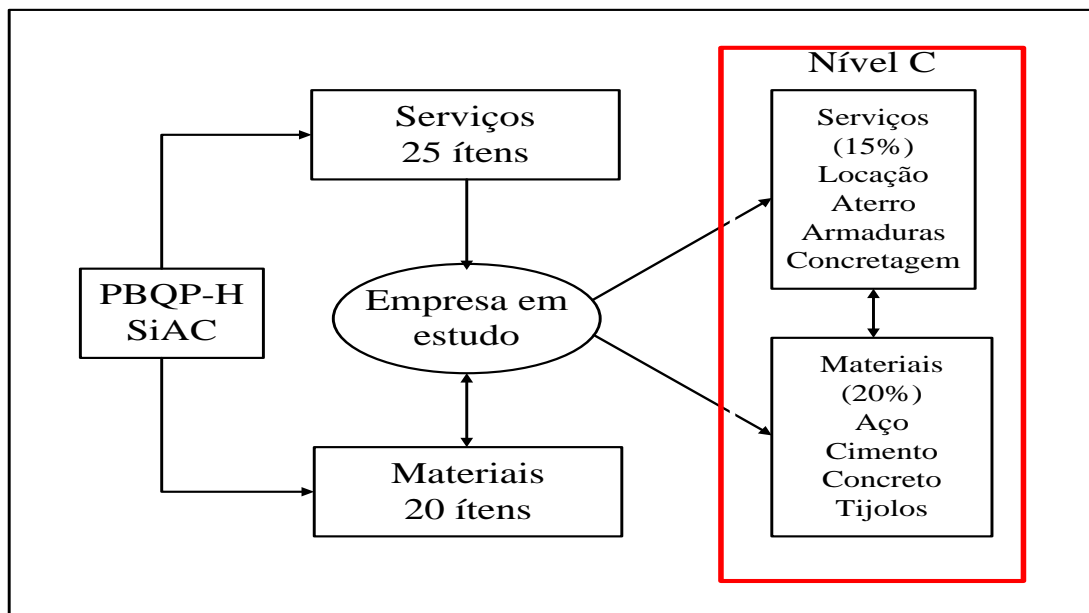 PBQP-H
SiAC
Serviços
25 ítens
Empresa em
estudo
Materiais
20 ítens
Nível C
Serviços
(15%)
Locação
Aterro
Armaduras
Concretagem
Materiais
(20%)
Aço
Cimento
Concreto
Tijolos